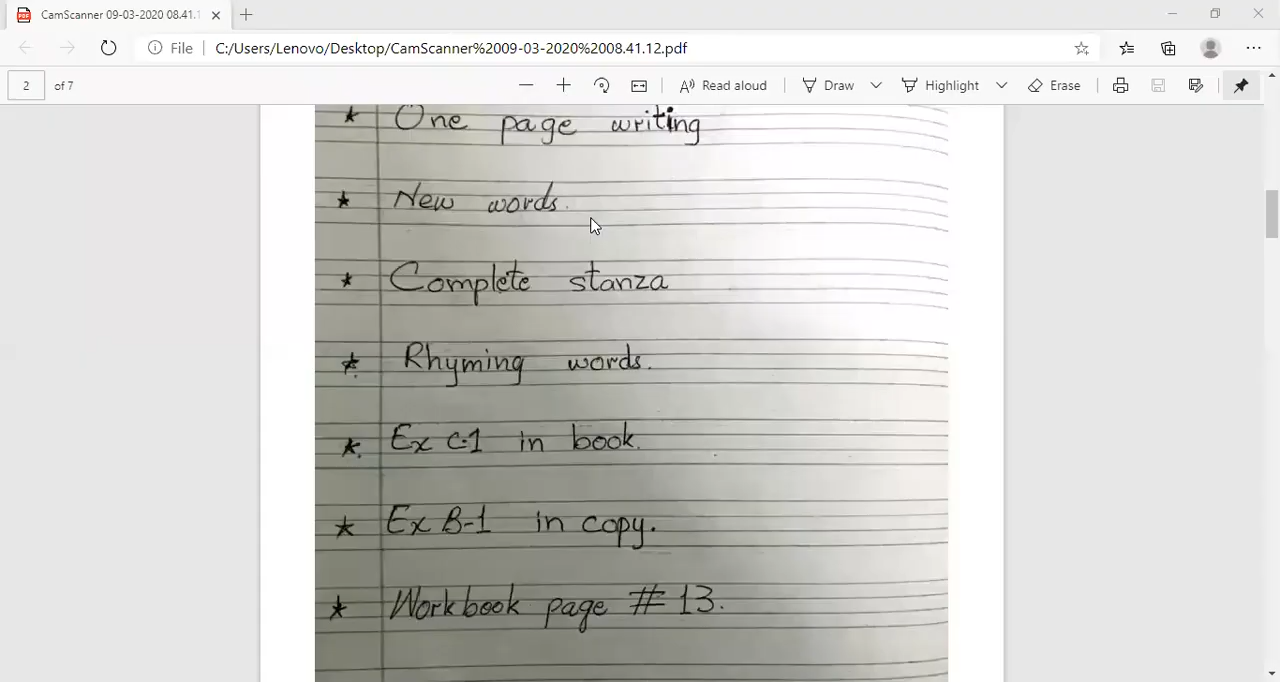 CamScanner 09-03-2020 08.41.1
File
C:/Users/Lenovo/Desktop/CamScanner%2009-03-2020%2008.41.12.pdf
2 of 7
Read aloud
Draw
Highlight
Erase
★ One page writing
★ New words.
★ Complete stanza
★ Rhyming words.
★ Ex C-1 in book.
★ Ex B-1 in copy.
★ Workbook page # 13.